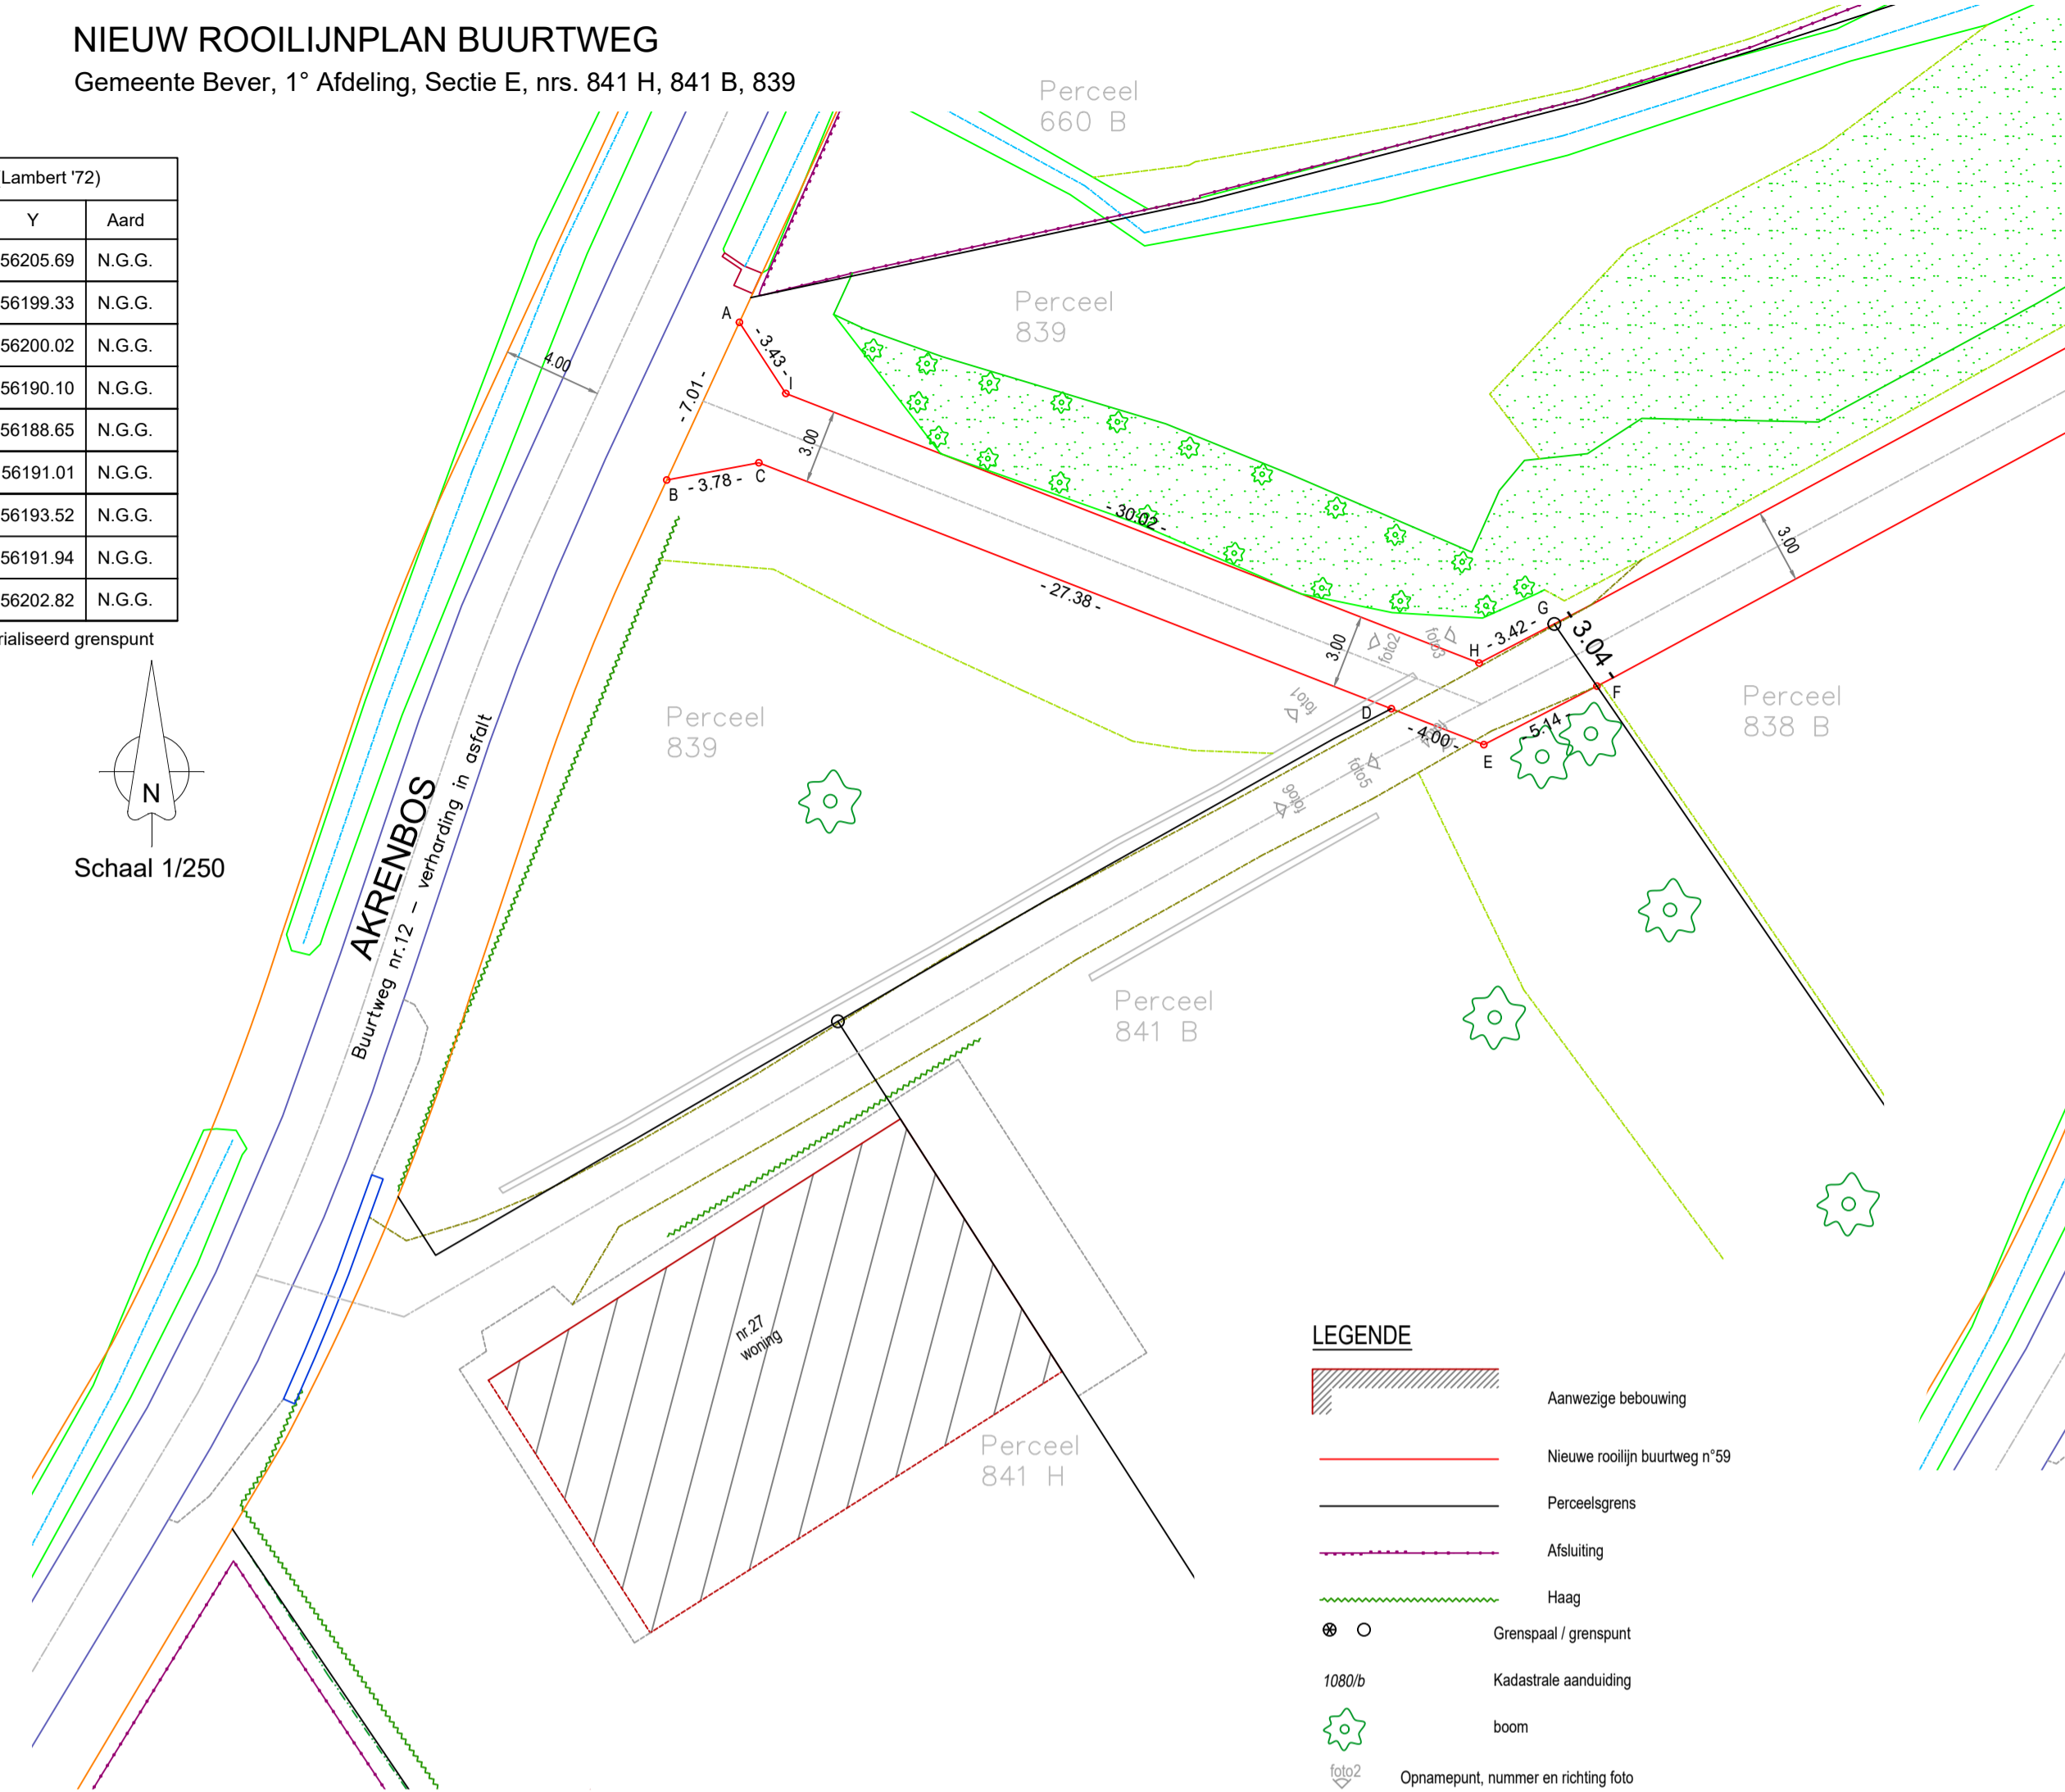 NIEUW ROOILIJNPLAN BUURTWEG
Gemeente Bever, 1° Afdeling, Sectie E, nrs. 841 H, 841 B, 839
Lambert '72)
Y Aard
56205.69 N.G.G.
56199.33 N.G.G.
56200.02 N.G.G.
56190.10 N.G.G.
56188.65 N.G.G.
56191.01 N.G.G.
56193.52 N.G.G.
56191.94 N.G.G.
56202.82 N.G.G.
rialiseerd grenspunt
N
Schaal 1/250
Perceel
660 B
Perceel
839
A
- 3.43 -
I
4.00
- 7.01 -
3.00
B
- 3.78 -
C
- 30.02 -
- 27.38 -
3.00
3.00
G
H
- 3.42 -
- 3.04 -
F
foto2
foto3
foto1
D
- 4.00 -
E
- 5.14 -
foto5
foto6
Perceel
838 B
Perceel
839
AKRENBOS
Buurtweg nr.12 – verharding in asfalt
Perceel
841 B
nr.27
woning
Perceel
841 H
LEGENDE
Aanwezige bebouwing
Nieuwe rooilijn buurtweg n°59
Perceelsgrens
Afsluiting
Haag
Grenspaal / grenspunt
1080/b Kadastrale aanduiding
boom
foto2 Opnamepunt, nummer en richting foto